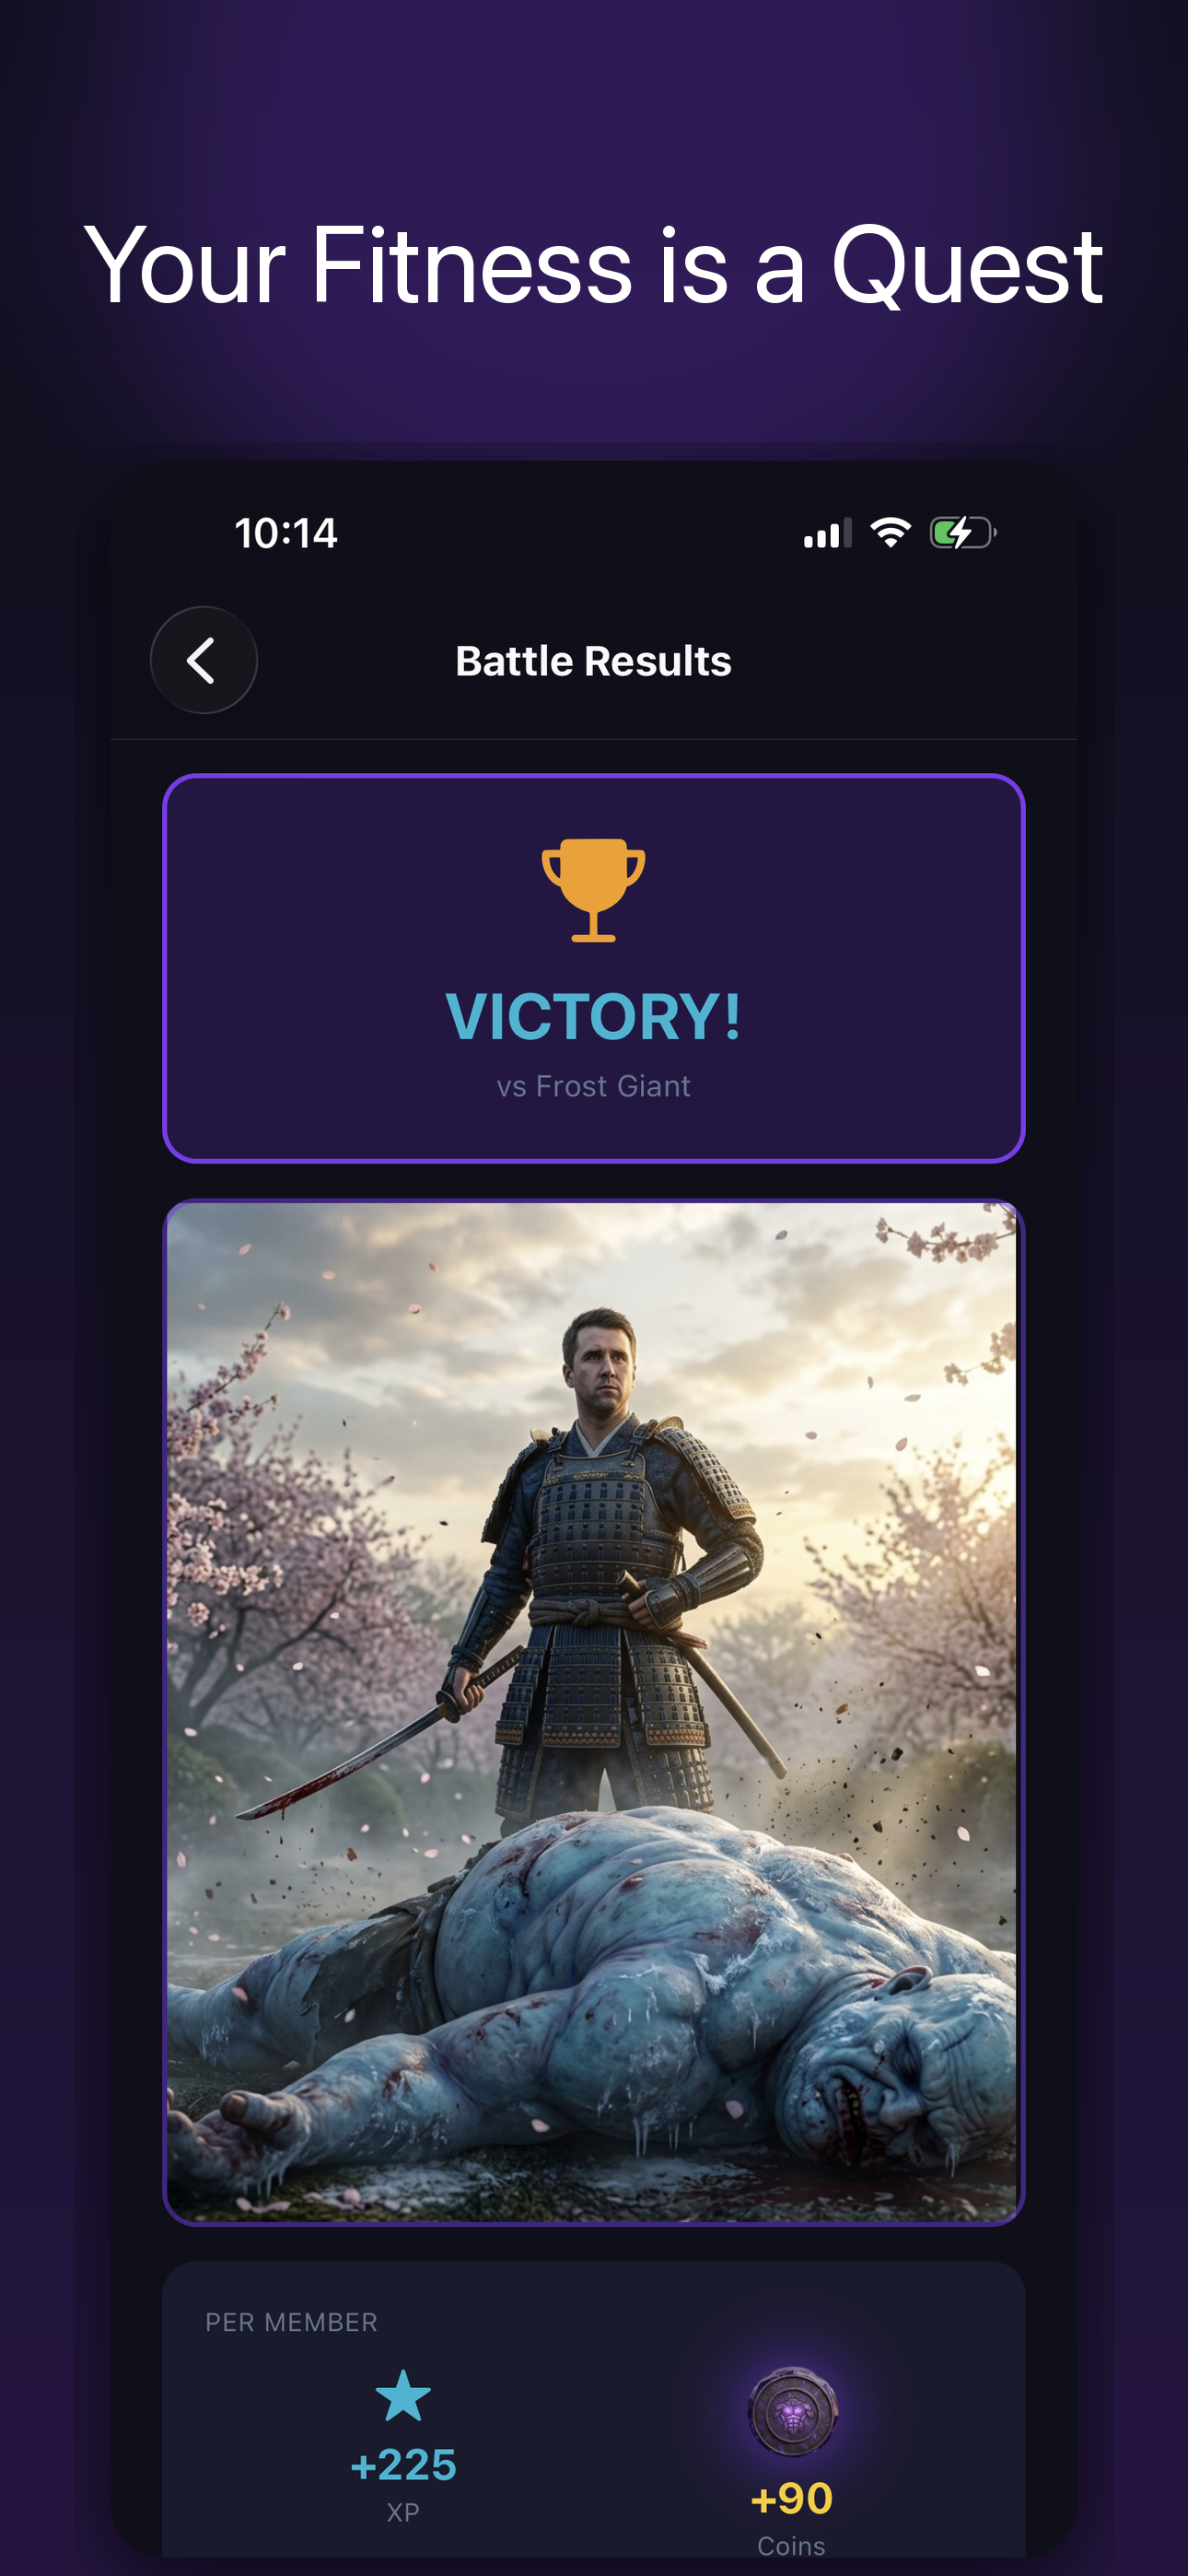 Your Fitness is a Quest
10:14
Battle Results
VICTORY!
vs Frost Giant
PER MEMBER
+225
XP
+90
Coins